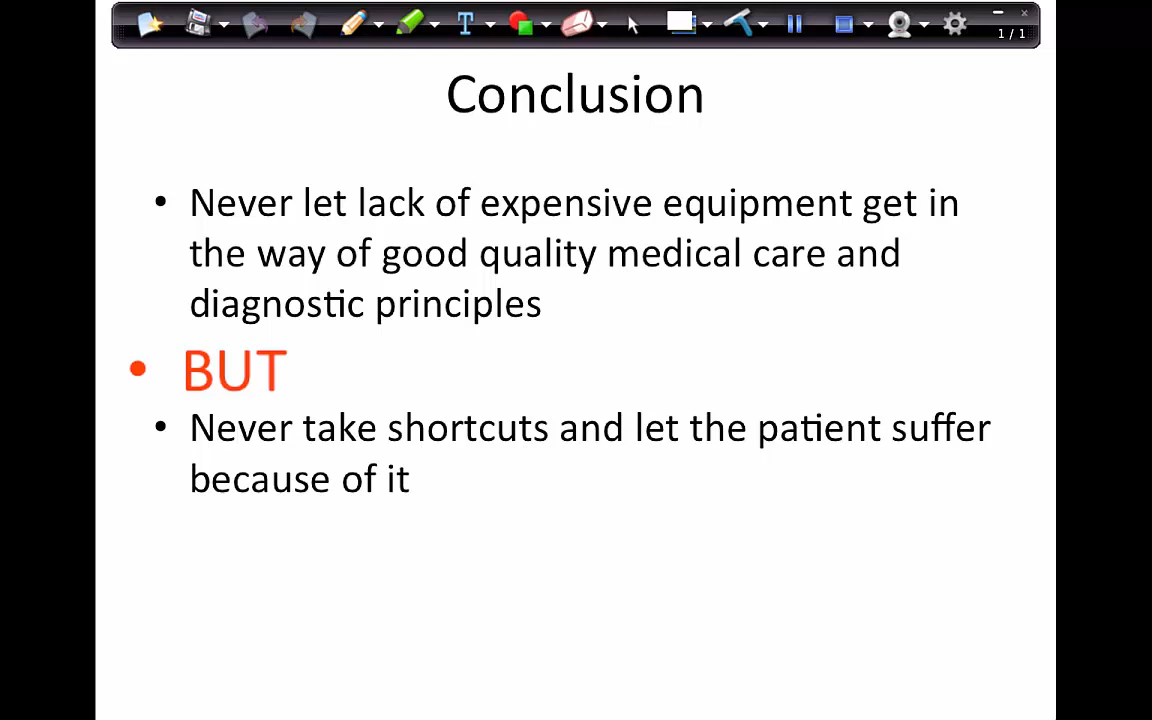 T
1 / 1
Conclusion
• Never let lack of expensive equipment get in
the way of good quality medical care and
diagnostic principles
• BUT
• Never take shortcuts and let the patient suffer
because of it